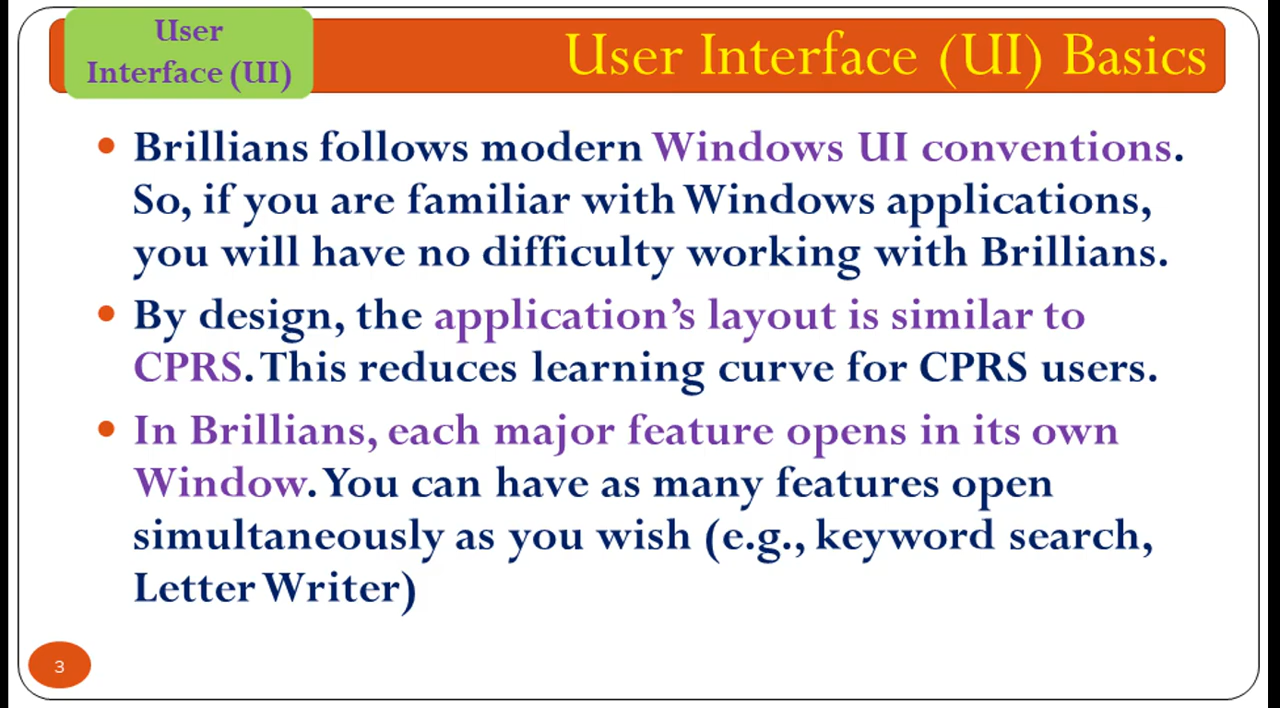 User
Interface (UI)
User Interface (UI) Basics
• Brillians follows modern Windows UI conventions.
So, if you are familiar with Windows applications,
you will have no difficulty working with Brillians.
• By design, the application’s layout is similar to
CPRS. This reduces learning curve for CPRS users.
• In Brillians, each major feature opens in its own
Window. You can have as many features open
simultaneously as you wish (e.g., keyword search,
Letter Writer)
3